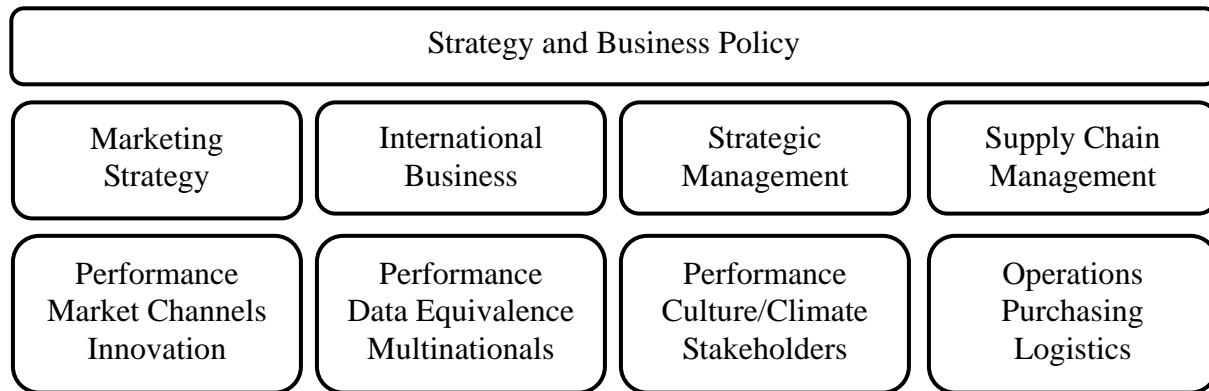 Strategy and Business Policy
Marketing
Strategy
International
Business
Strategic
Management
Supply Chain
Management
Performance
Market Channels
Innovation
Performance
Data Equivalence
Multinationals
Performance
Culture/Climate
Stakeholders
Operations
Purchasing
Logistics